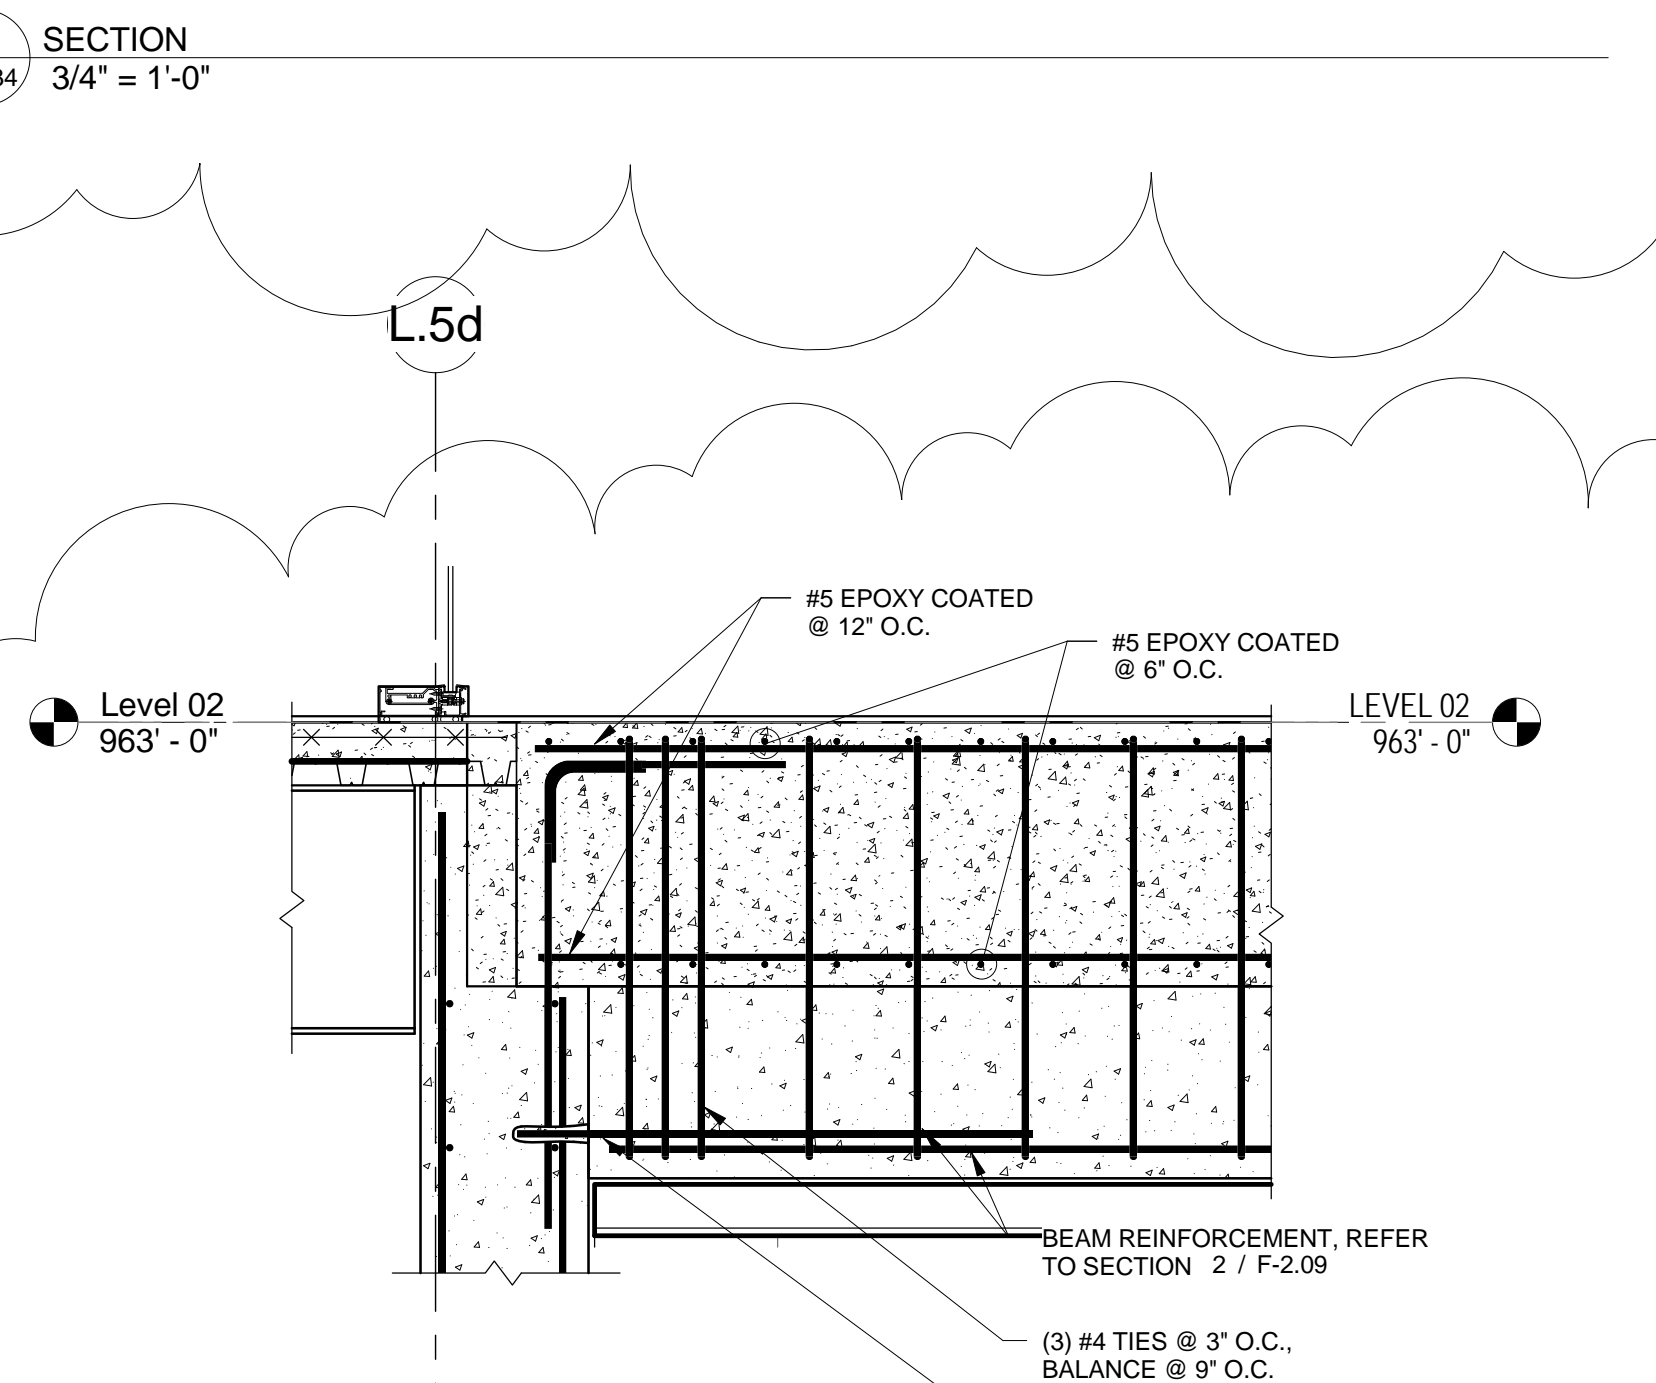 SECTION
3/4" = 1'-0"
L.5d
#5 EPOXY COATED
@ 12" O.C.
#5 EPOXY COATED
@ 6" O.C.
Level 02
963' - 0"
LEVEL 02
963' - 0"
BEAM REINFORCEMENT, REFER
TO SECTION 2 / F-2.09
(3) #4 TIES @ 3" O.C.,
BALANCE @ 9" O.C.